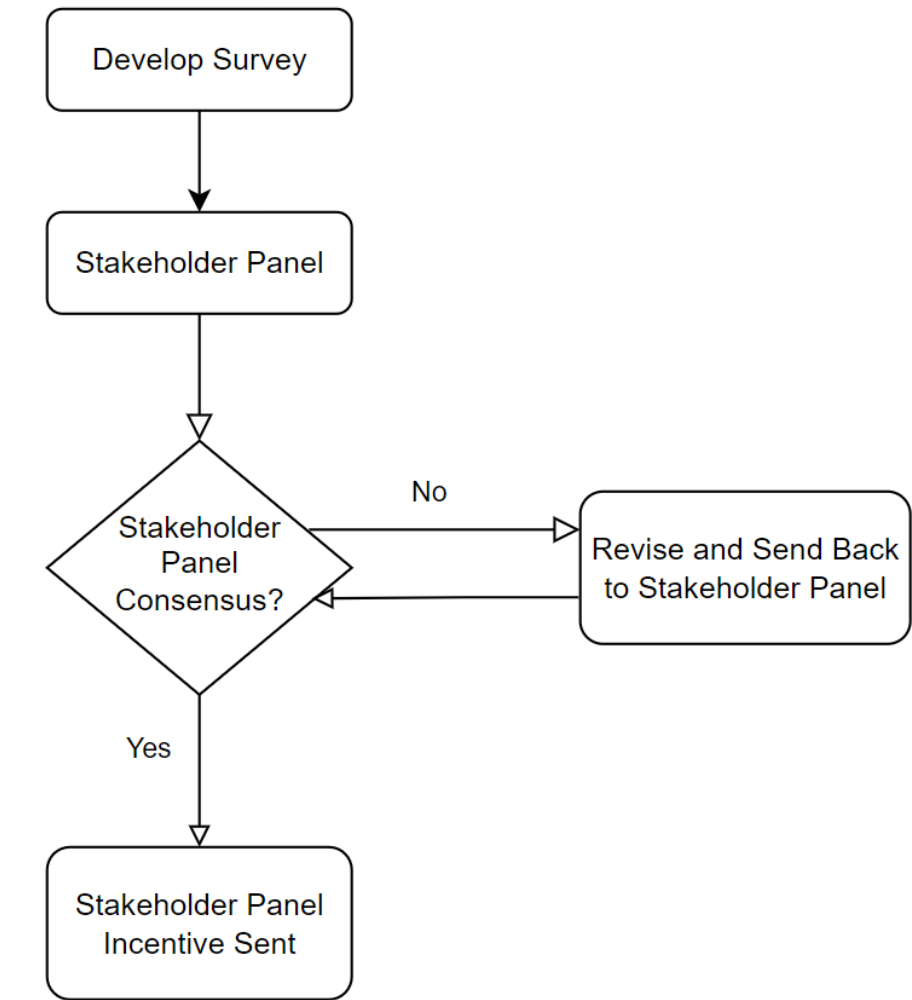 Develop Survey
Stakeholder Panel
Stakeholder
Panel
Consensus?
No
Revise and Send Back
to Stakeholder Panel
Yes
Stakeholder Panel
Incentive Sent